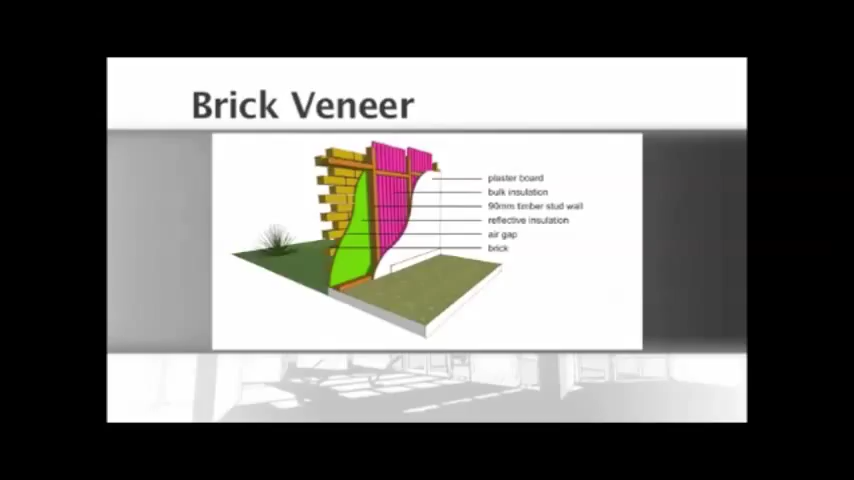 Brick Veneer
plaster board
bulk insulation
90mm timber stud wall
reflective insulation
air gap
brick